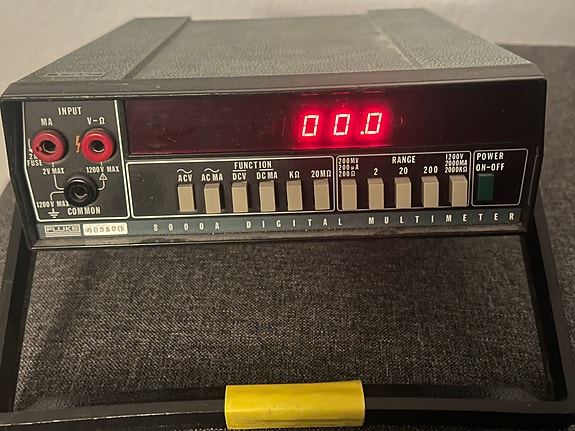 INPUT
MA
V-Ω
00.0
2A
FUSE
2V MAX
1200V MAX
1200V MAX
COMMON
FUNCTION
ACV
AC MA
DCV
DC MA
KΩ
20MΩ
RANGE
200MV
200µA
200Ω
2
20
200
1200V
2000MA
2000KΩ
POWER
ON-OFF
FLUKE
8000A DIGITAL MULTIMETER